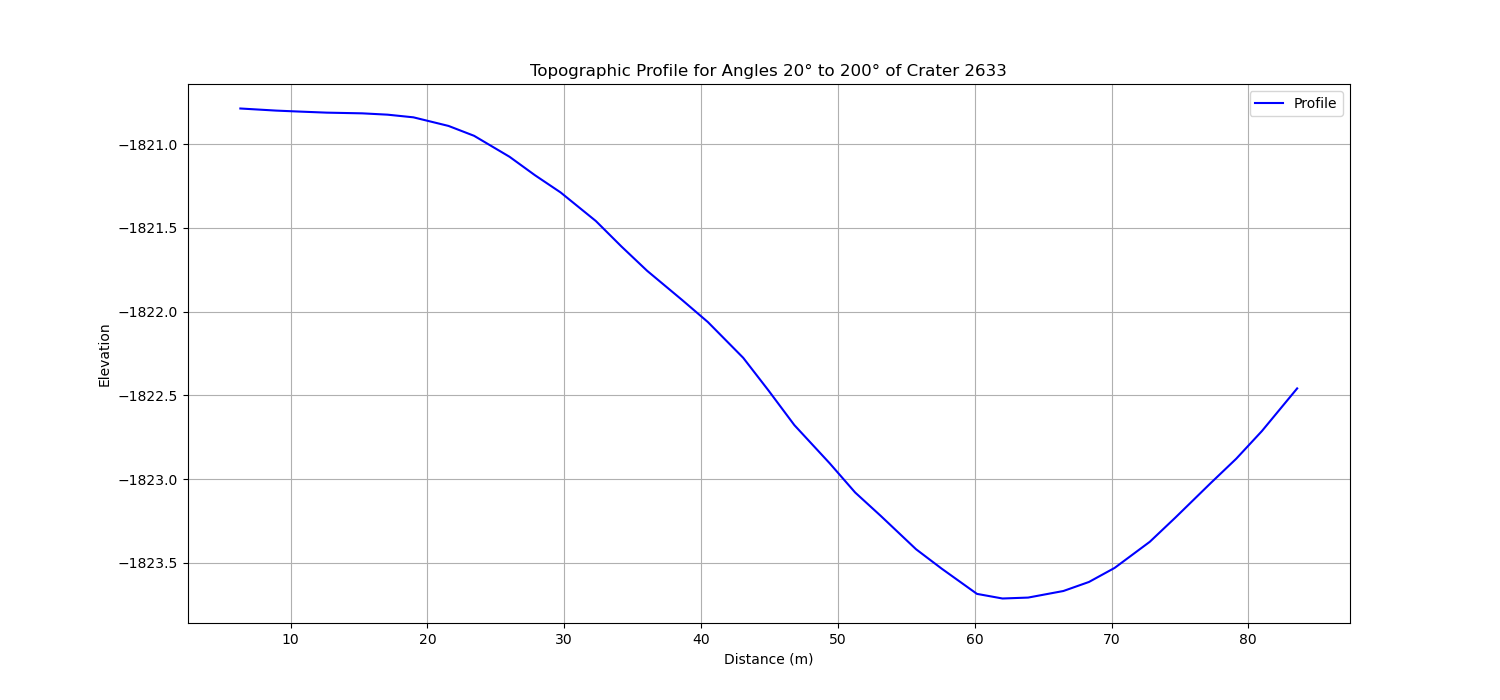 Topographic Profile for Angles 20° to 200° of Crater 2633
Profile
−1821.0
−1821.5
−1822.0
−1822.5
−1823.0
−1823.5
Elevation
10 20 30 40 50 60 70 80
Distance (m)